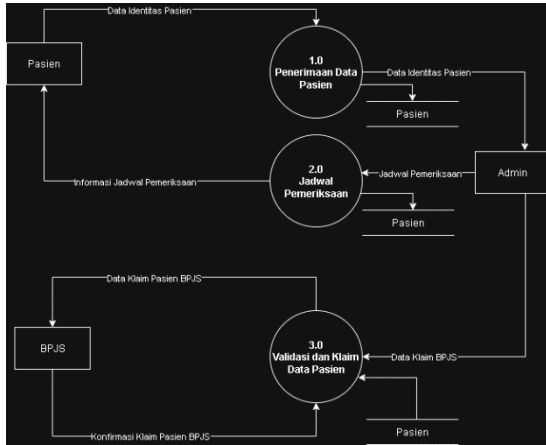 Data Identitas Pasien
Pasien
1.0
Penerimaan Data
Pasien
Data Identitas Pasien
Pasien
Informasi Jadwal Pemeriksaan
2.0
Jadwal
Pemeriksaan
Jadwal Pemeriksaan
Admin
Pasien
Data Klaim Pasien BPJS
BPJS
3.0
Validasi dan Klaim
Data Pasien
Data Klaim BPJS
Pasien
Konfirmasi Klaim Pasien BPJS